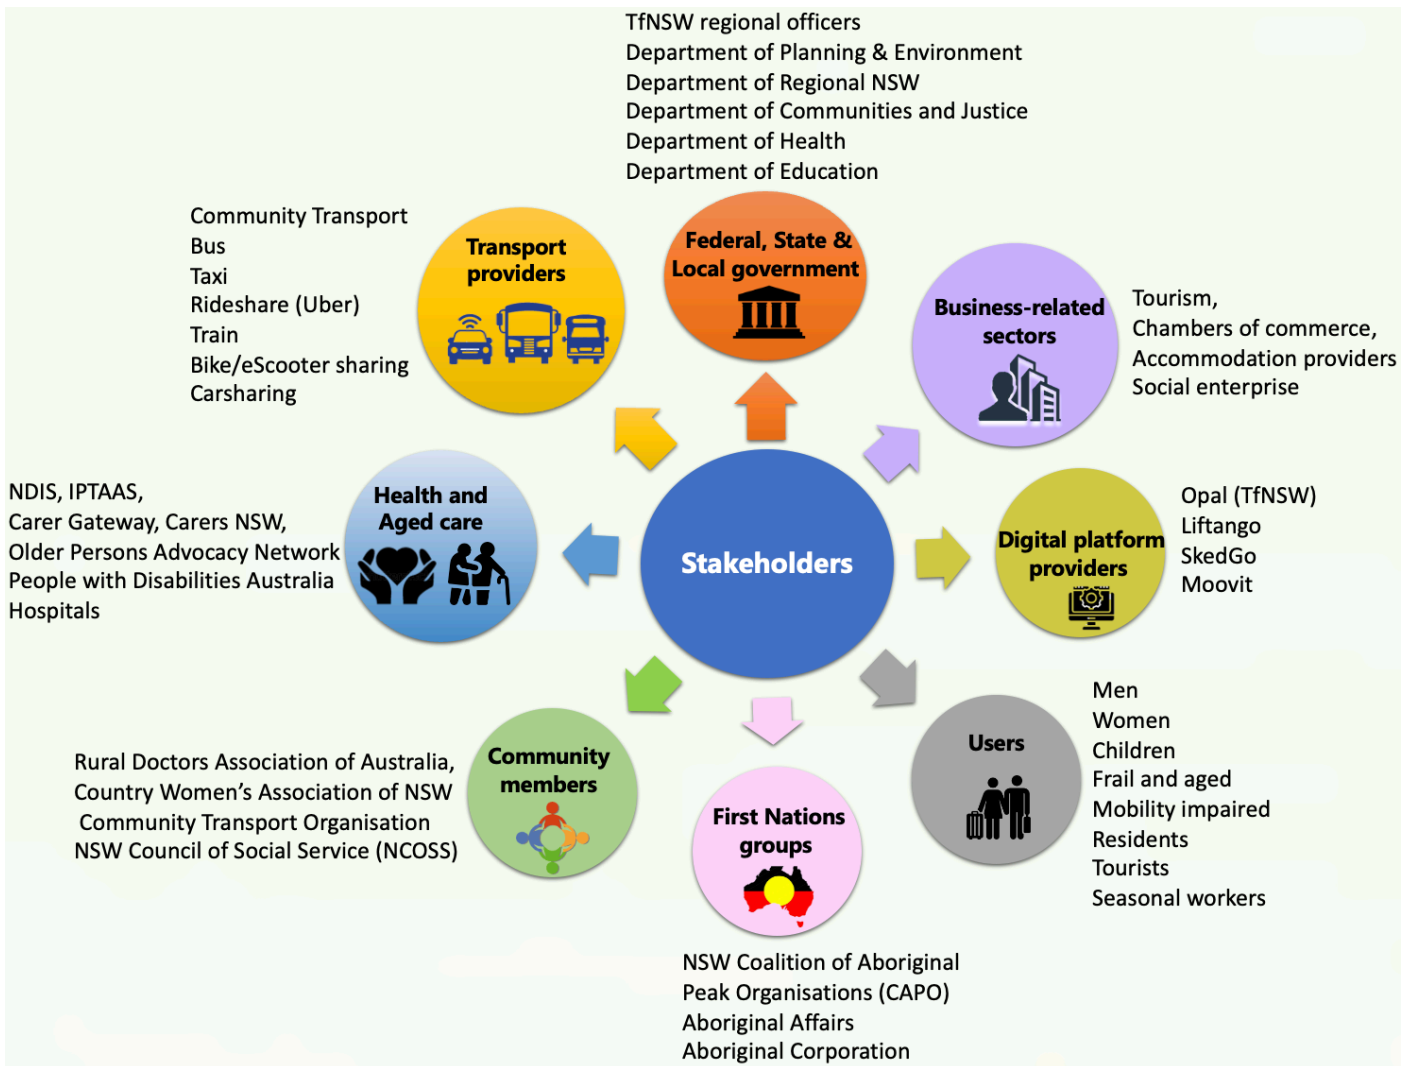 TfNSW regional officers
Department of Planning & Environment
Department of Regional NSW
Department of Communities and Justice
Department of Health
Department of Education
Federal, State &
Local government
Community Transport
Bus
Taxi
Rideshare (Uber)
Train
Bike/eScooter sharing
Carsharing
Transport
providers
Business-related
sectors
Tourism,
Chambers of commerce,
Accommodation providers
Social enterprise
NDIS, IPTAAS,
Carer Gateway, Carers NSW,
Older Persons Advocacy Network
People with Disabilities Australia
Hospitals
Health and
Aged care
Stakeholders
Digital platform
providers
Opal (TfNSW)
Liftango
SkedGo
Moovit
Rural Doctors Association of Australia,
Country Women's Association of NSW
Community Transport Organisation
NSW Council of Social Service (NCOSS)
Community
members
First Nations
groups
NSW Coalition of Aboriginal
Peak Organisations (CAPO)
Aboriginal Affairs
Aboriginal Corporation
Users
Men
Women
Children
Frail and aged
Mobility impaired
Residents
Tourists
Seasonal workers